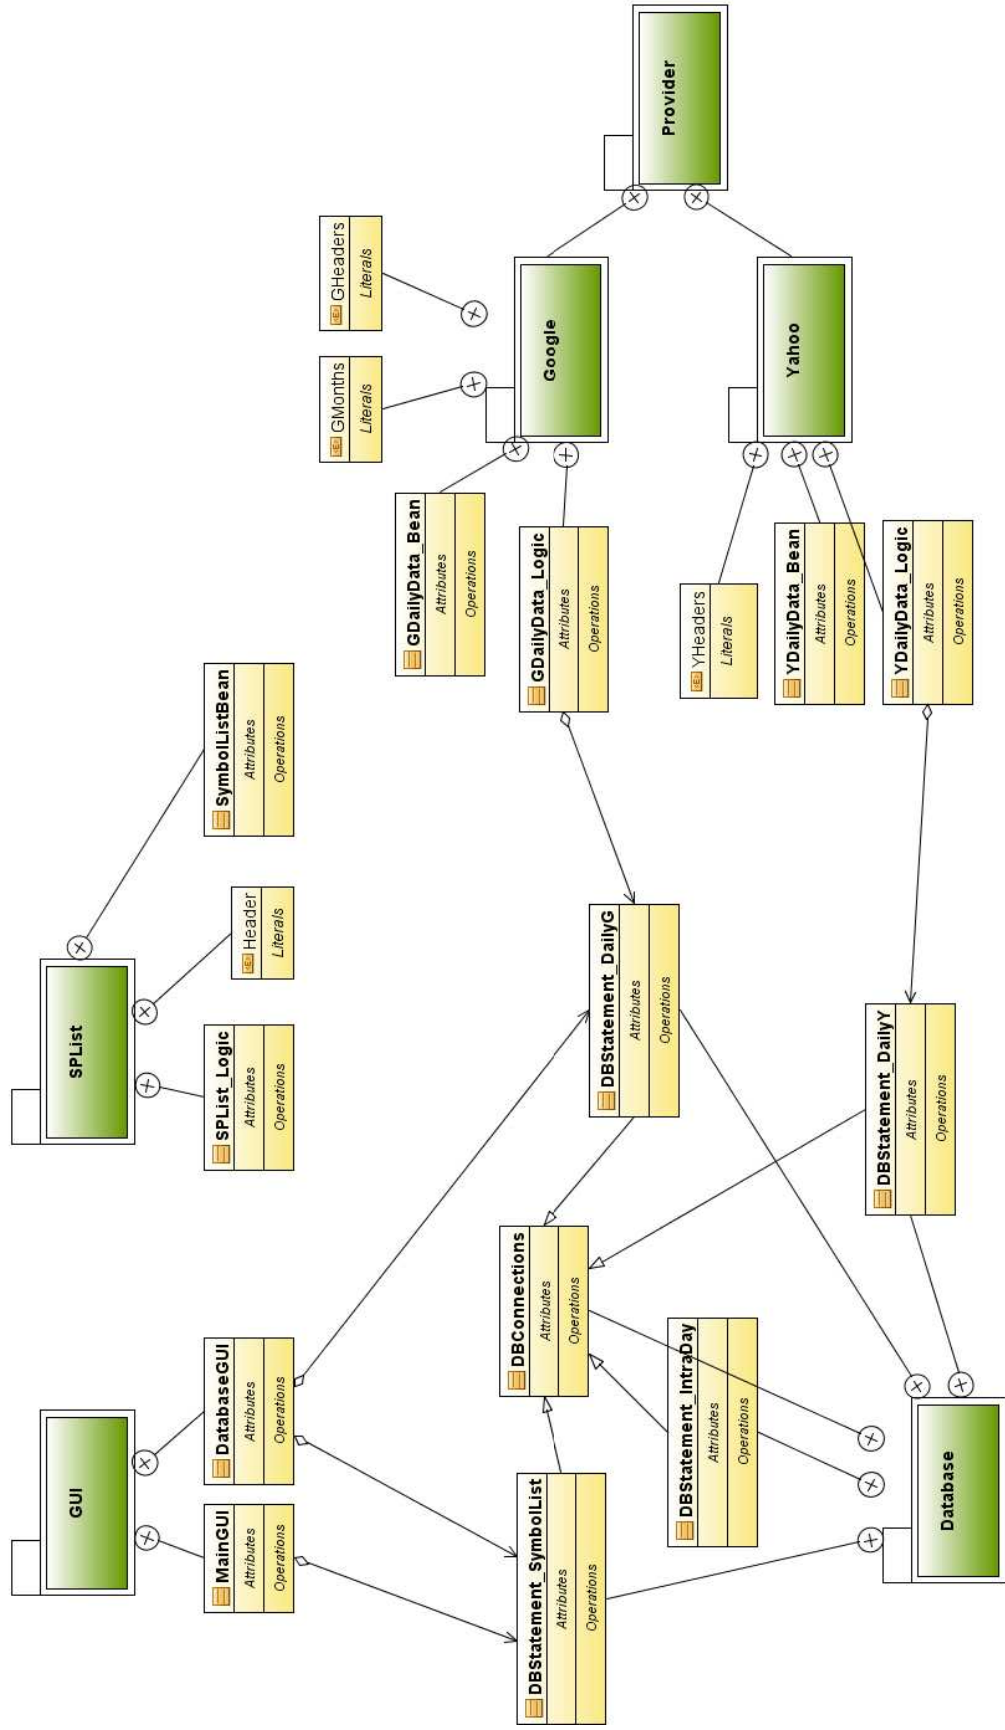 GUI
SPList
MainGUI
Attributes
Operations
DatabaseGUI
Attributes
Operations
SPList_Logic
Attributes
Operations
<E> Header
Literals
SymbolListBean
Attributes
Operations
<E> GMonths
Literals
<E> GHeaders
Literals
GDailyData_Bean
Attributes
Operations
Google
GDailyData_Logic
Attributes
Operations
Provider
DBStatement_SymbolList
Attributes
Operations
DBConnections
Attributes
Operations
DBStatement_DailyG
Attributes
Operations
DBStatement_IntraDay
Attributes
Operations
<E> YHeaders
Literals
Yahoo
YDailyData_Bean
Attributes
Operations
YDailyData_Logic
Attributes
Operations
DBStatement_DailyY
Attributes
Operations
Database